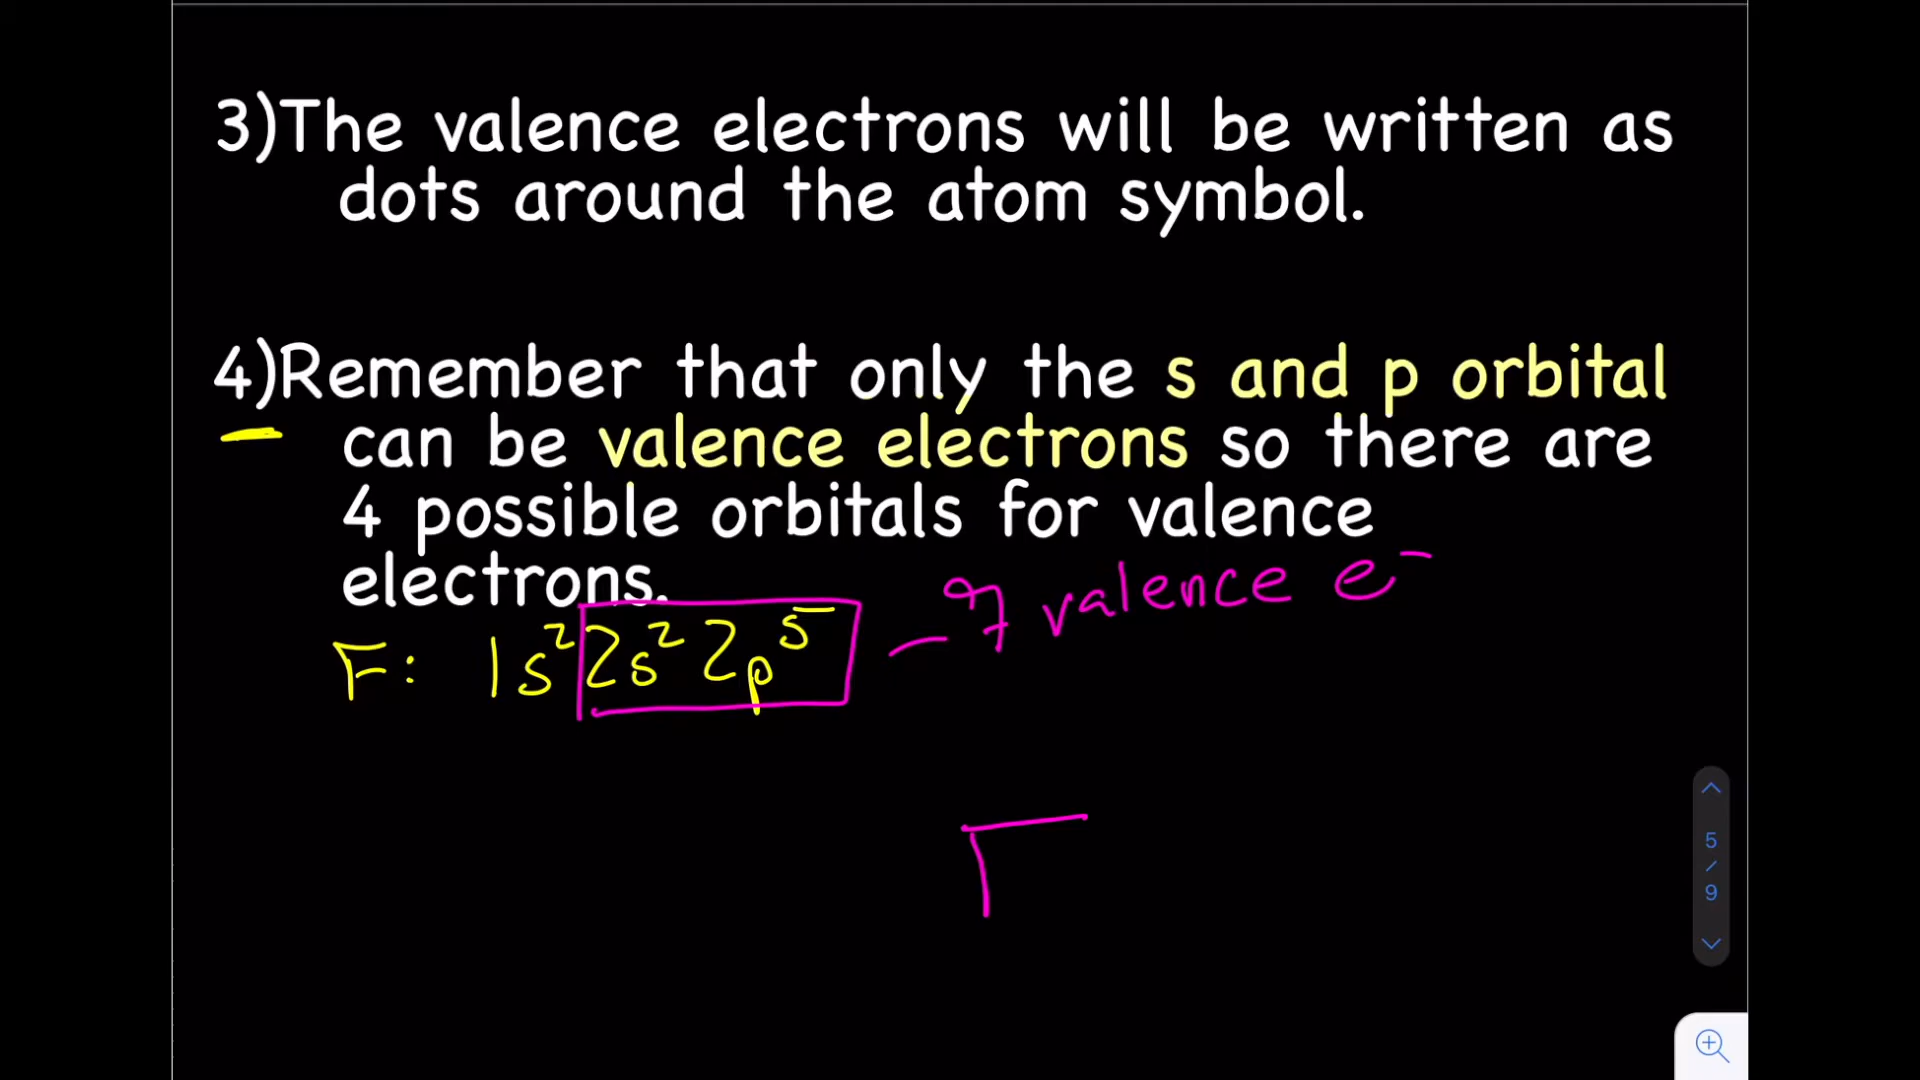 3)The valence electrons will be written as
dots around the atom symbol.
4)Remember that only the s and p orbital
can be valence electrons so there are
4 possible orbitals for valence
electrons.
F: 1s² 2s² 2p⁵ — 7 valence e⁻
5
/
9